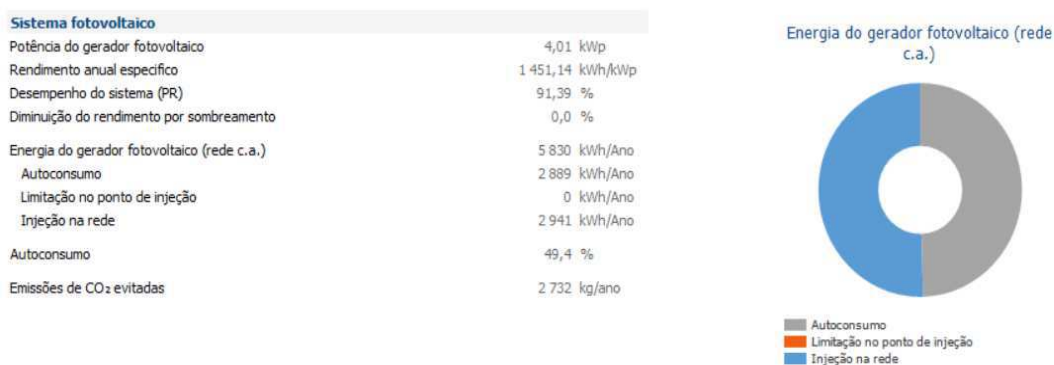 Sistema fotovoltaico
Potência do gerador fotovoltaico 4,01 kWp
Rendimento anual especifico 1 451,14 kWh/kWp
Desempenho do sistema (PR) 91,39 %
Diminuição do rendimento por sombreamento 0,0 %
Energia do gerador fotovoltaico (rede c.a.) 5 830 kWh/Ano
Autoconsumo 2 889 kWh/Ano
Limitação no ponto de injeção 0 kWh/Ano
Injeção na rede 2 941 kWh/Ano
Autoconsumo 49,4 %
Emissões de CO₂ evitadas 2 732 kg/ano
Energia do gerador fotovoltaico (rede
c.a.)
Autoconsumo
Limitação no ponto de injeção
Injeção na rede